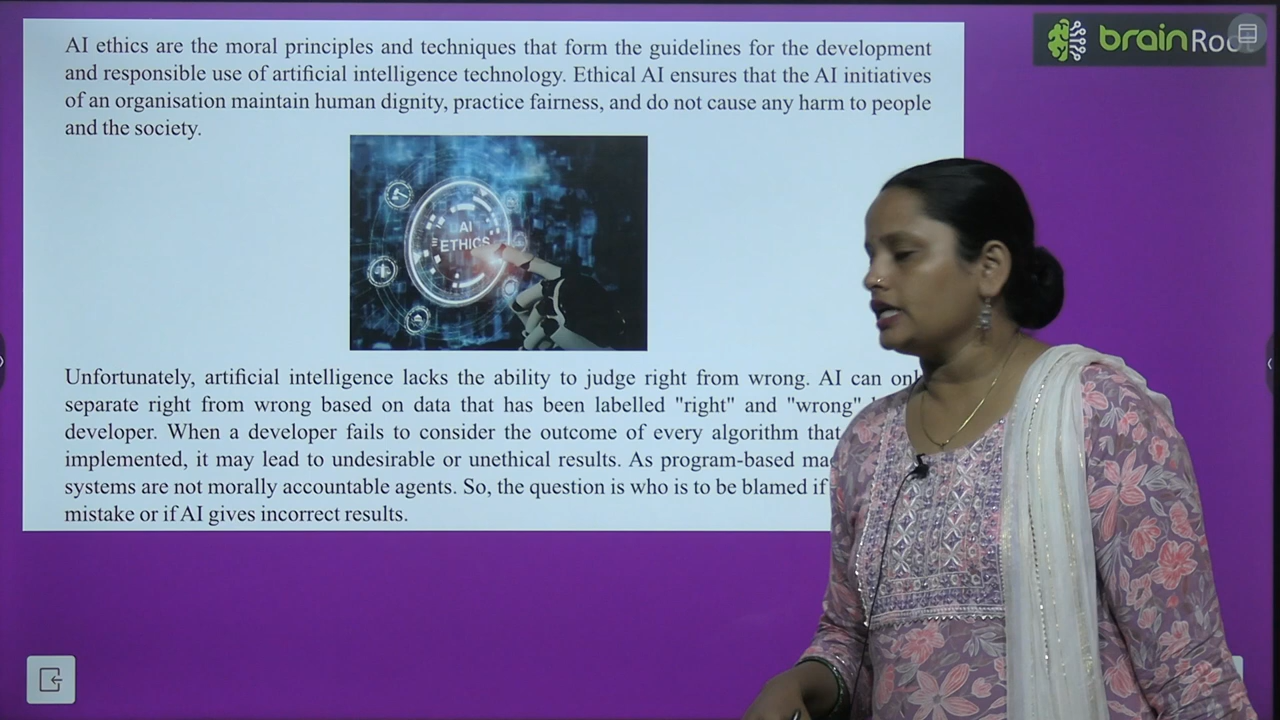 AI ethics are the moral principles and techniques that form the guidelines for the development
and responsible use of artificial intelligence technology. Ethical AI ensures that the AI initiatives
of an organisation maintain human dignity, practice fairness, and do not cause any harm to people
and the society.
AI
ETHICS
Unfortunately, artificial intelligence lacks the ability to judge right from wrong. AI can
separate right from wrong based on data that has been labelled "right" and "wrong"
developer. When a developer fails to consider the outcome of every algorithm that
implemented, it may lead to undesirable or unethical results. As program-based
systems are not morally accountable agents. So, the question is who is to be blamed if
mistake or if AI gives incorrect results.
brain